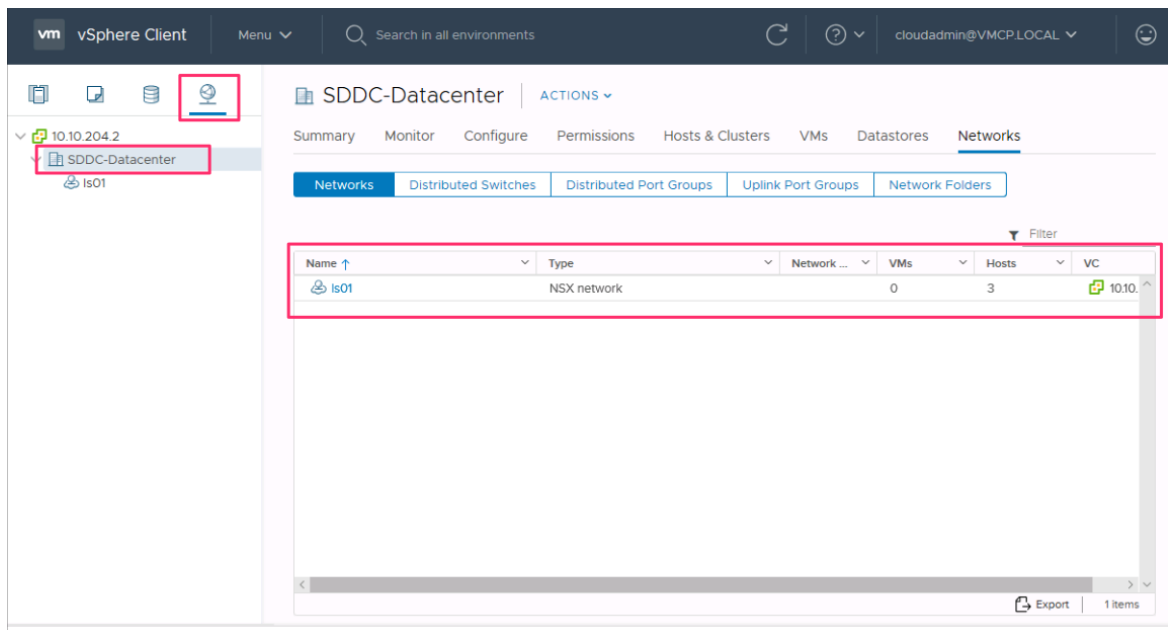 vm vSphere Client Menu Search in all environments cloudadmin@VMCP.LOCAL
SDDC-Datacenter ACTIONS
10.10.204.2
SDDC-Datacenter
ls01
Summary Monitor Configure Permissions Hosts & Clusters VMs Datastores Networks
Networks Distributed Switches Distributed Port Groups Uplink Port Groups Network Folders
Filter
Name ↑ Type Network ... VMs Hosts VC
ls01 NSX network 0 3 10.10.
Export 1 items